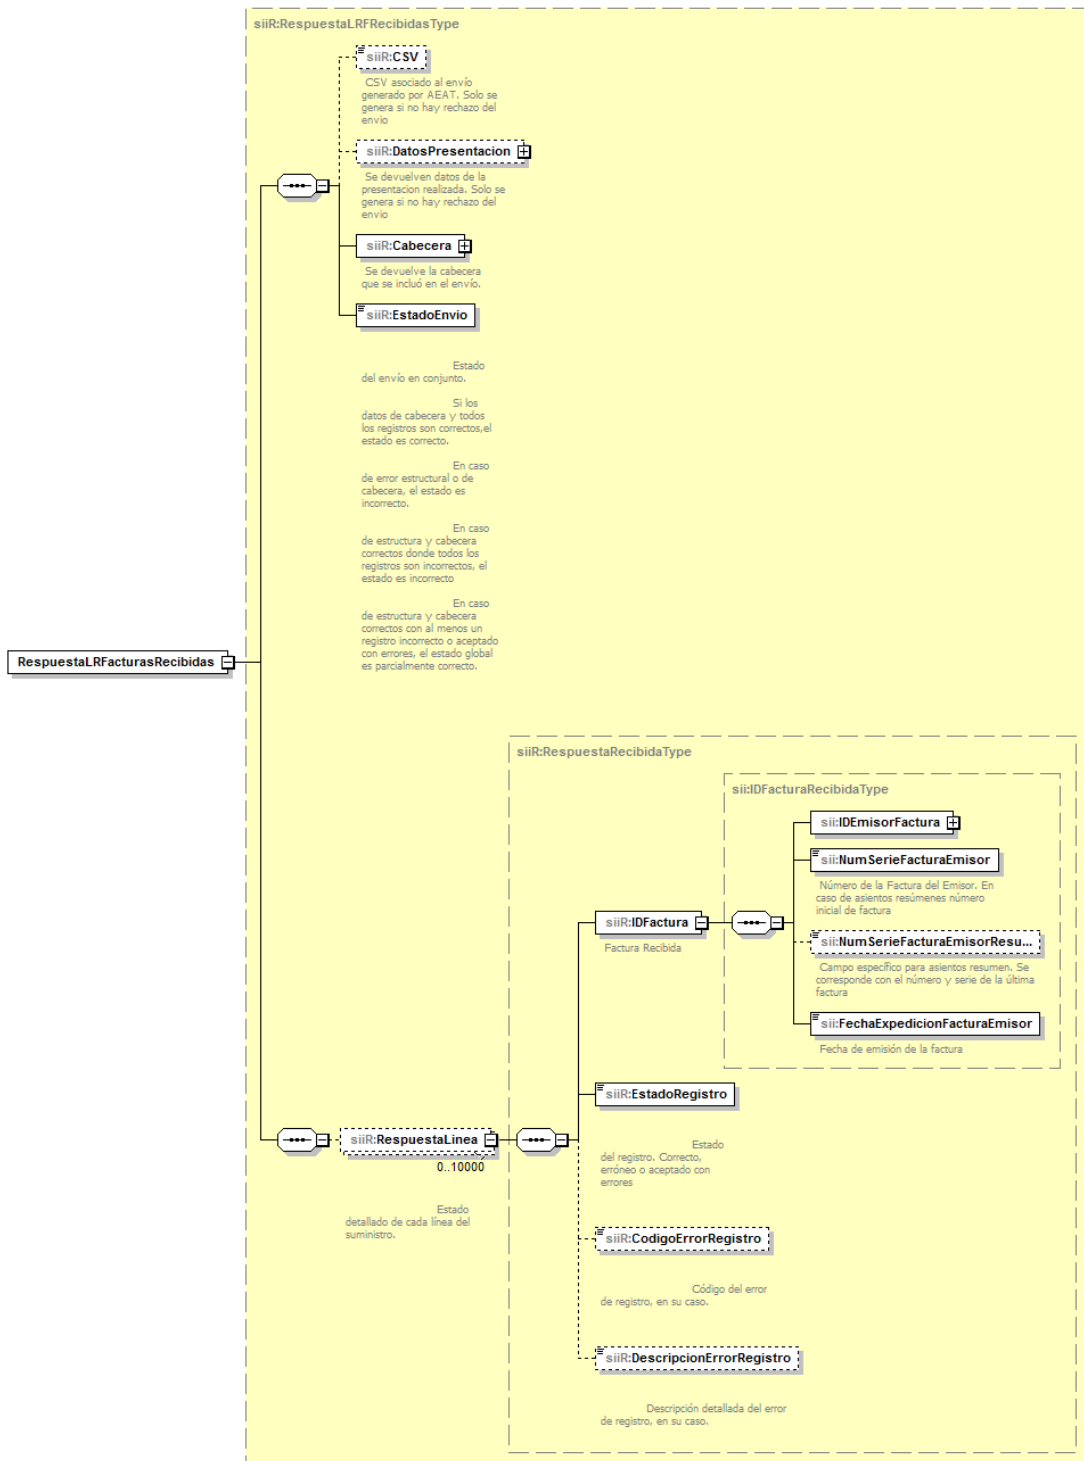 siiR:RespuestaLRFRecibidasType
siiR:CSV
CSV asociado al envío
generado por AEAT. Solo se
genera si no hay rechazo del
envio
siiR:DatosPresentacion
Se devuelven datos de la
presentacion realizada. Solo se
genera si no hay rechazo del
envio
siiR:Cabecera
Se devuelve la cabecera
que se incluó en el envío.
siiR:EstadoEnvio
Estado
del envío en conjunto.
Si los
datos de cabecera y todos
los registros son correctos,el
estado es correcto.
En caso
de error estructural o de
cabecera, el estado es
incorrecto.
En caso
de estructura y cabecera
correctos donde todos los
registros son incorrectos, el
estado es incorrecto
En caso
de estructura y cabecera
correctos con al menos un
registro incorrecto o aceptado
con errores, el estado global
es parcialmente correcto.
RespuestaLRFacturasRecibidas
siiR:RespuestaRecibidaType
sii:IDFacturaRecibidaType
sii:IDEmisorFactura
sii:NumSerieFacturaEmisor
Número de la Factura del Emisor. En
caso de asientos resúmenes número
inicial de factura
siiR:IDFactura
Factura Recibida
sii:NumSerieFacturaEmisorResu...
Campo específico para asientos resumen. Se
corresponde con el número y serie de la última
factura
sii:FechaExpedicionFacturaEmisor
Fecha de emisión de la factura
siiR:EstadoRegistro
Estado
del registro. Correcto,
erróneo o aceptado con
errores
siiR:RespuestaLinea
0..10000
Estado
detallado de cada línea del
suministro.
siiR:CodigoErrorRegistro
Código del error
de registro, en su caso.
siiR:DescripcionErrorRegistro
Descripción detallada del error
de registro, en su caso.